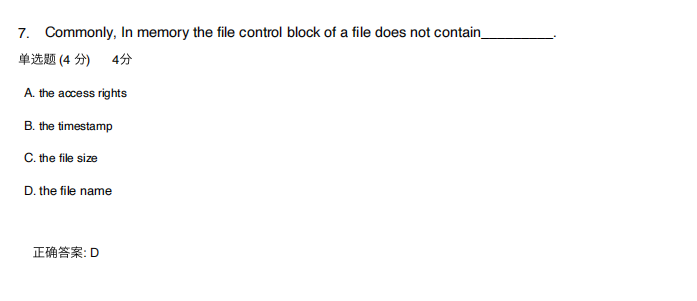 7. Commonly, In memory the file control block of a file does not contain_________.
单选题 (4 分) 4分
A. the access rights
B. the timestamp
C. the file size
D. the file name
正确答案: D